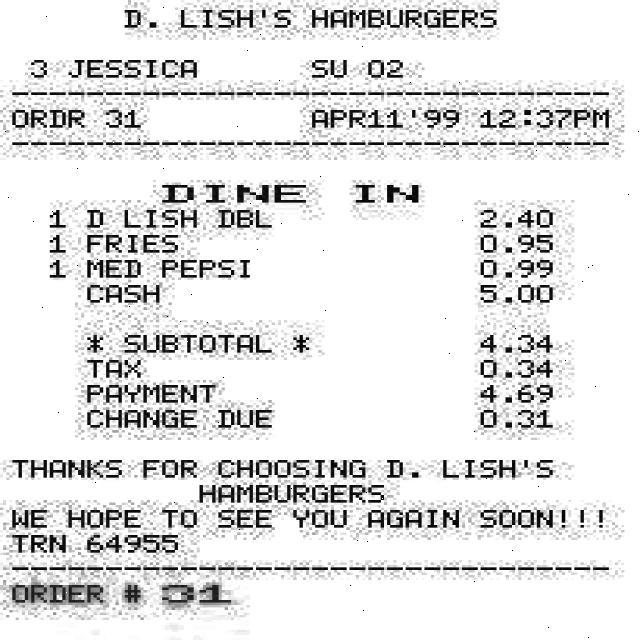 D. LISH'S HAMBURGERS
3 JESSICA SU 02
ORDR 31 APR11'99 12:37PM
DINE IN
1 D LISH DBL 2.40
1 FRIES 0.95
1 MED PEPSI 0.99
CASH 5.00
* SUBTOTAL * 4.34
TAX 0.34
PAYMENT 4.69
CHANGE DUE 0.31
THANKS FOR CHOOSING D. LISH'S
HAMBURGERS
WE HOPE TO SEE YOU AGAIN SOON!!!
TRN 64955
ORDER # 31